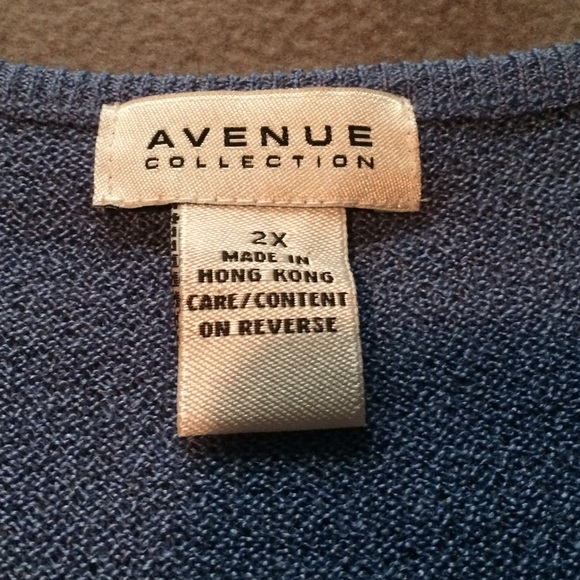 AVENUE
COLLECTION
2X
MADE IN
HONG KONG
CARE/CONTENT
ON REVERSE